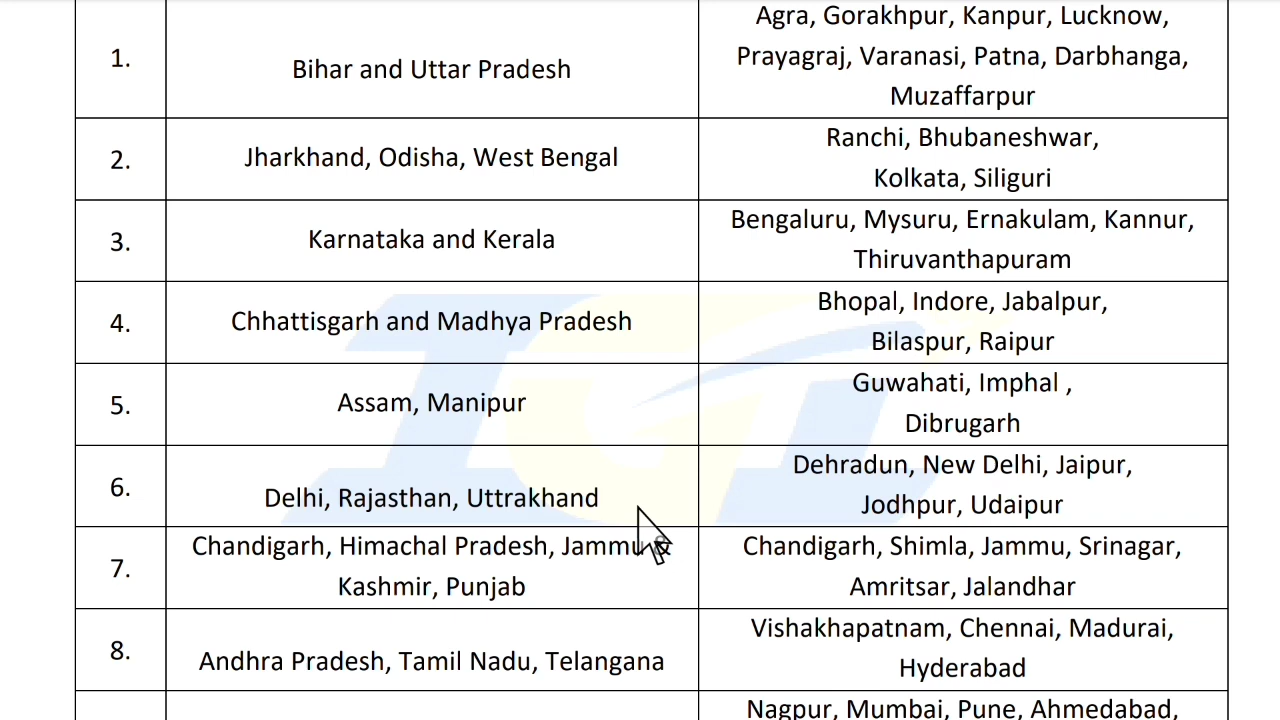 1.
Bihar and Uttar Pradesh
Agra, Gorakhpur, Kanpur, Lucknow,
Prayagraj, Varanasi, Patna, Darbhanga,
Muzaffarpur
2.
Jharkhand, Odisha, West Bengal
Ranchi, Bhubaneshwar,
Kolkata, Siliguri
3.
Karnataka and Kerala
Bengaluru, Mysuru, Ernakulam, Kannur,
Thiruvanthapuram
4.
Chhattisgarh and Madhya Pradesh
Bhopal, Indore, Jabalpur,
Bilaspur, Raipur
5.
Assam, Manipur
Guwahati, Imphal ,
Dibrugarh
6.
Delhi, Rajasthan, Uttrakhand
Dehradun, New Delhi, Jaipur,
Jodhpur, Udaipur
7.
Chandigarh, Himachal Pradesh, Jammu &
Kashmir, Punjab
Chandigarh, Shimla, Jammu, Srinagar,
Amritsar, Jalandhar
8.
Andhra Pradesh, Tamil Nadu, Telangana
Vishakhapatnam, Chennai, Madurai,
Hyderabad
Nagpur, Mumbai, Pune, Ahmedabad,